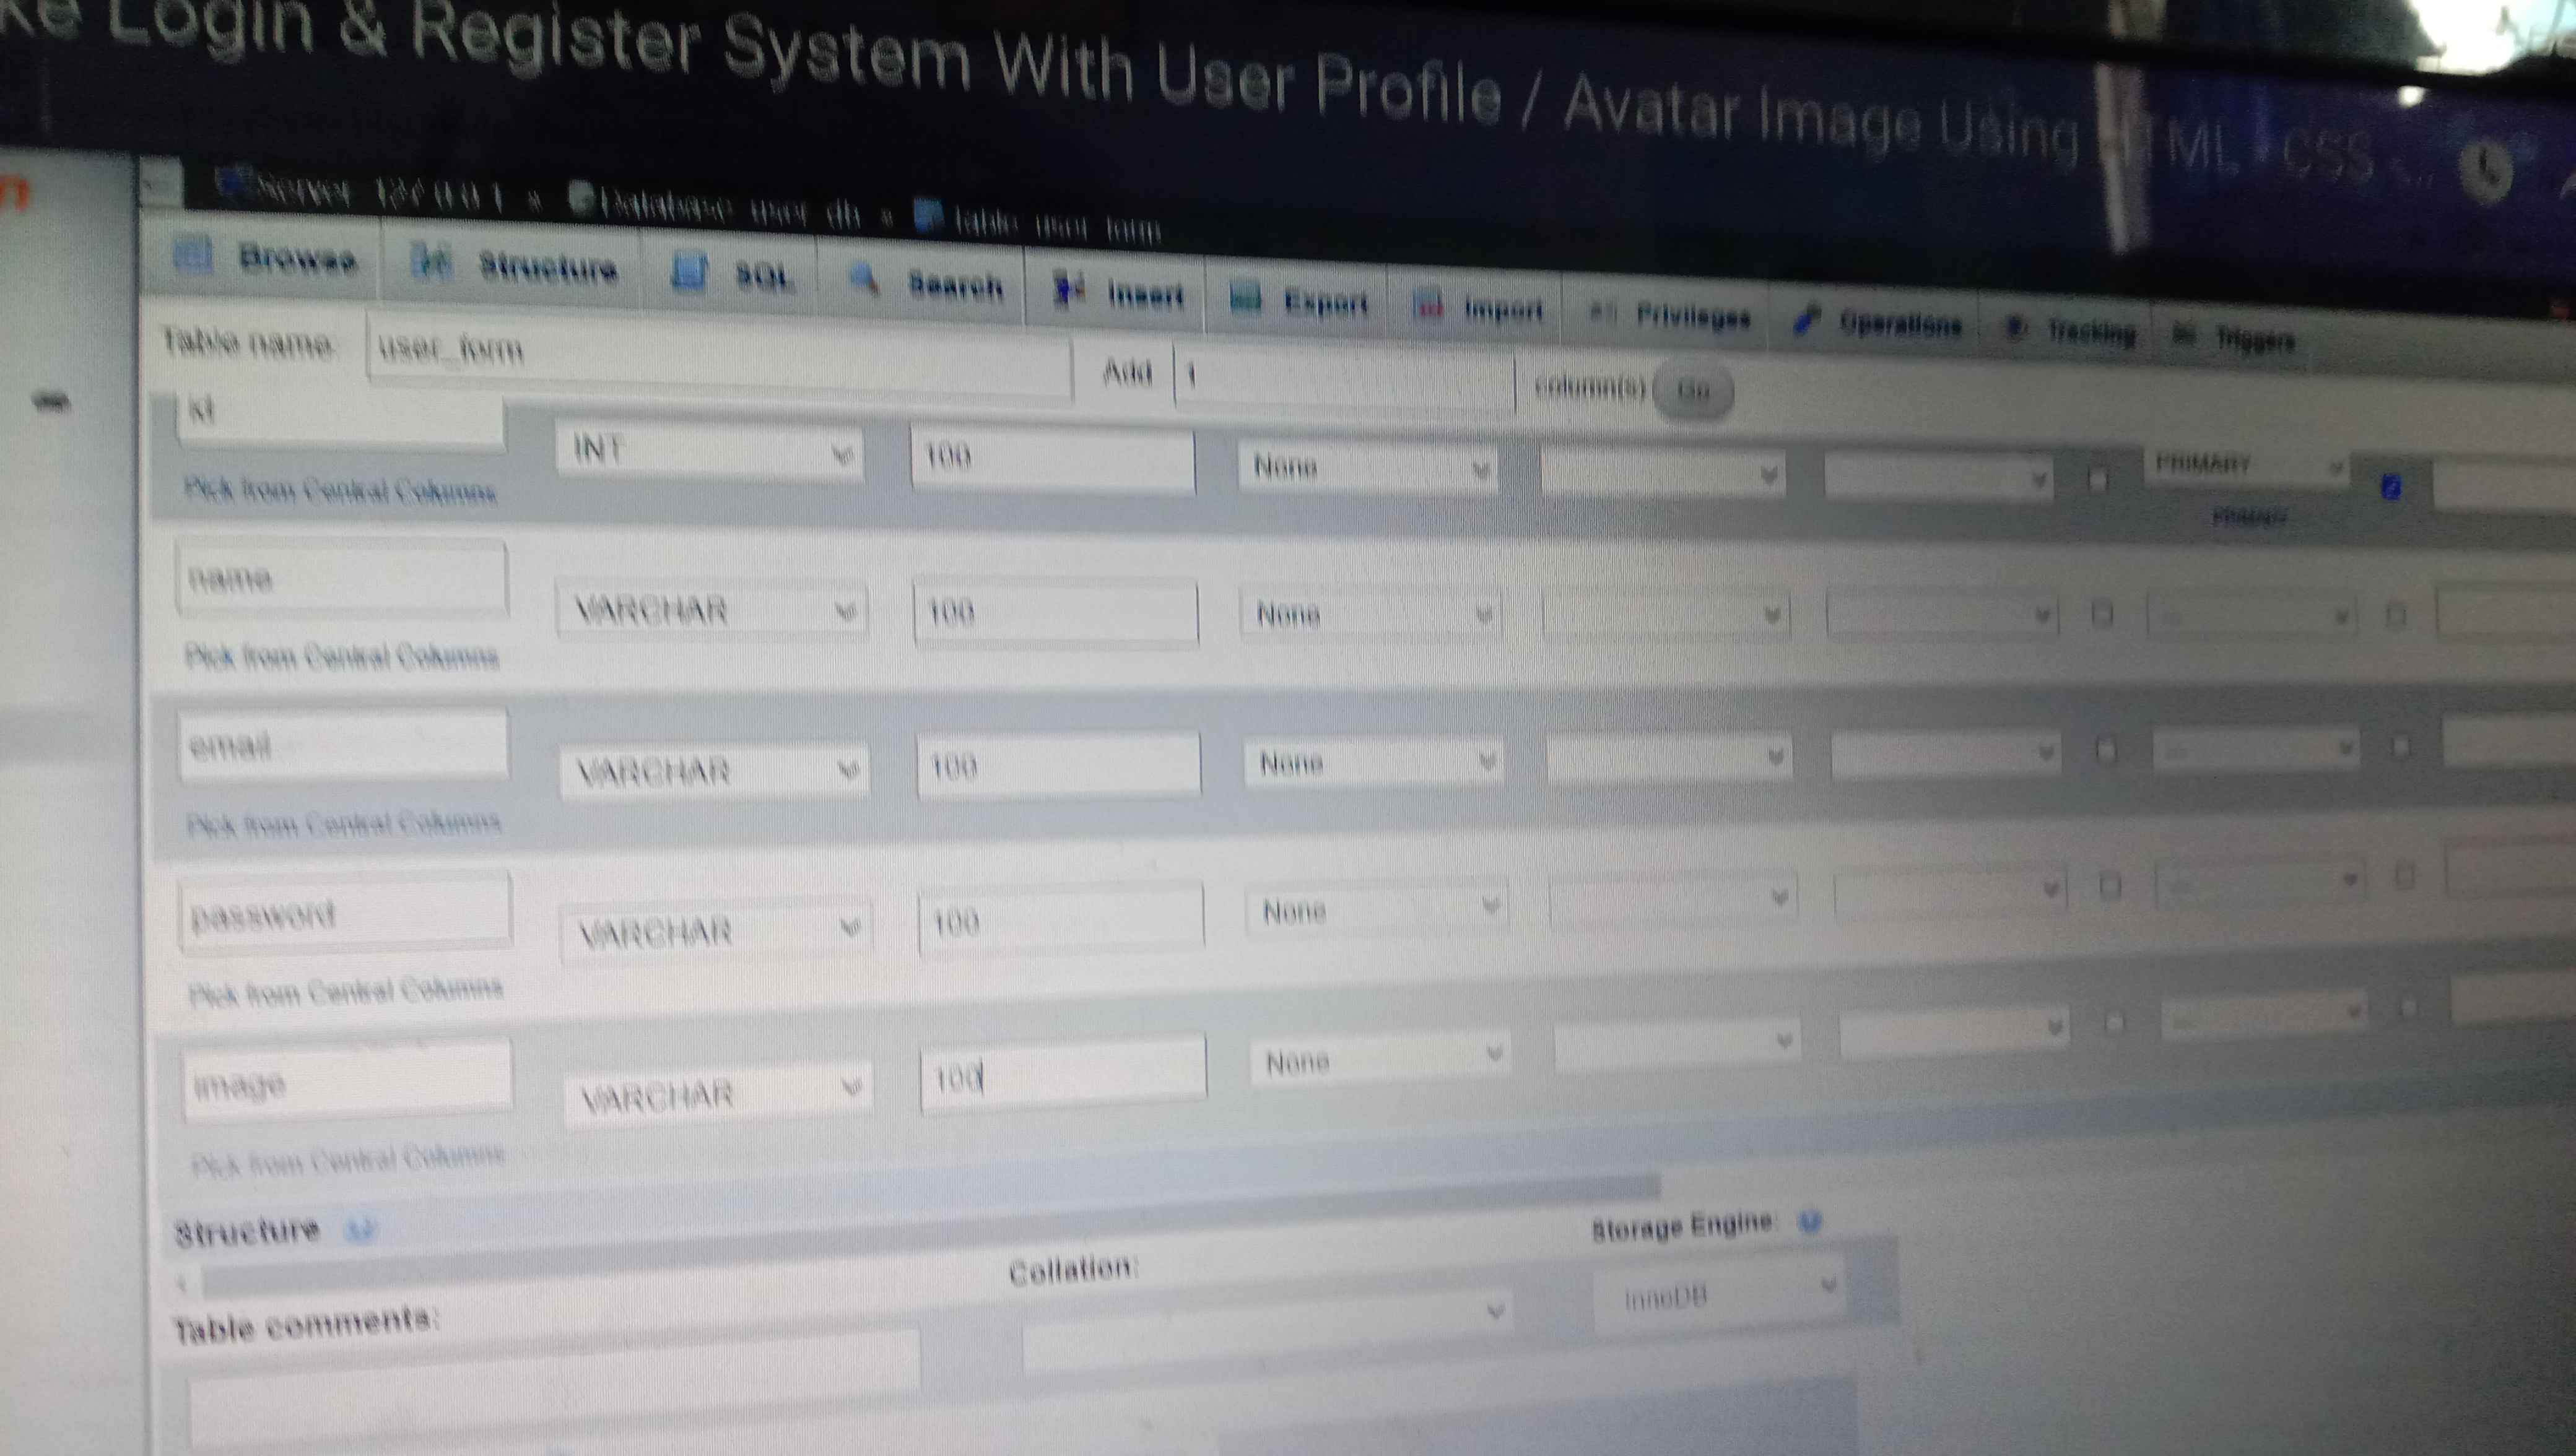 ke Login & Register System With User Profile / Avatar Image Using HTML CSS ...
n
Server 127.0.0.1 » Database user_db » Table user_form
Browse Structure SQL Search Insert Export Import Privileges Operations Tracking Triggers
Table name: user_form Add 1 column(s) Go
id INT 100 None PRIMARY
Pick from Central Columns PRIMARY
name VARCHAR 100 None ---
Pick from Central Columns
email VARCHAR 100 None ---
Pick from Central Columns
password VARCHAR 100 None ---
Pick from Central Columns
image VARCHAR 100 None ---
Pick from Central Columns
Structure
Table comments: Collation: Storage Engine:
InnoDB